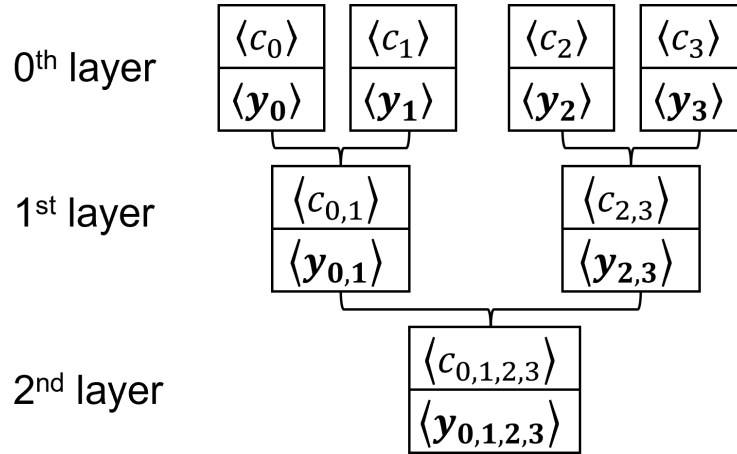 0th layer
⟨c0⟩ ⟨c1⟩ ⟨c2⟩ ⟨c3⟩
⟨y0⟩ ⟨y1⟩ ⟨y2⟩ ⟨y3⟩
1st layer
⟨c0,1⟩ ⟨c2,3⟩
⟨y0,1⟩ ⟨y2,3⟩
2nd layer
⟨c0,1,2,3⟩
⟨y0,1,2,3⟩